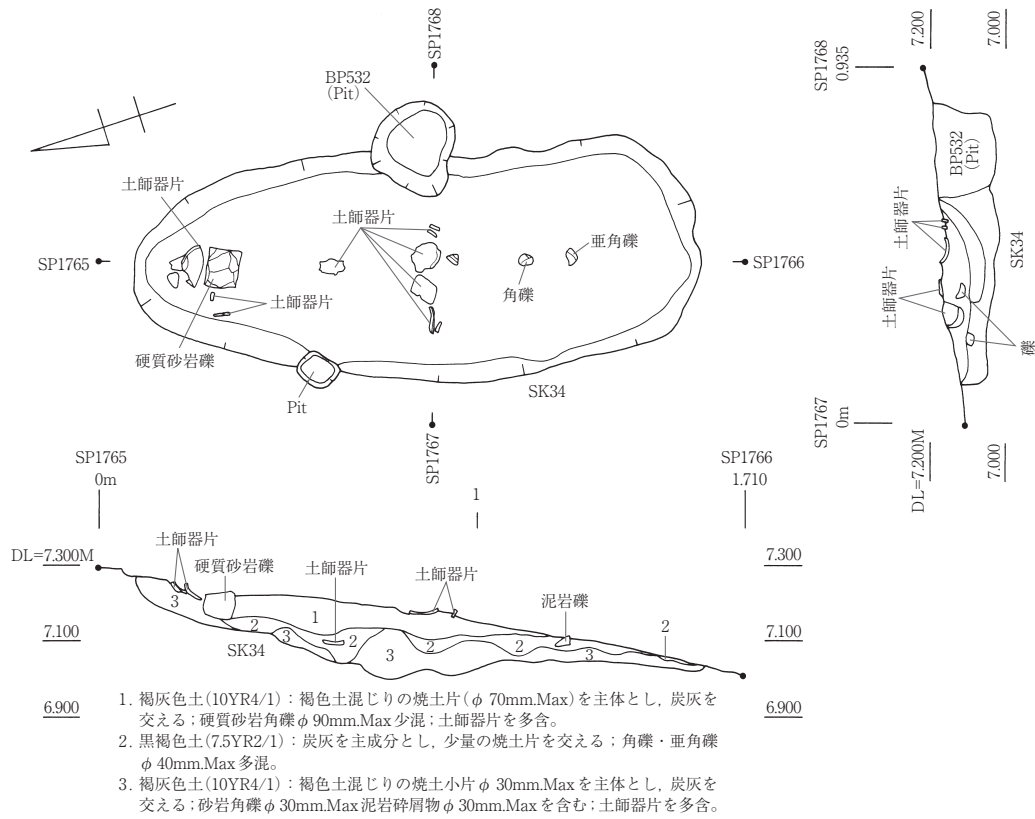 SP1768
BP532
(Pit)
土師器片
土師器片
亜角礫
SP1765
SP1766
角礫
土師器片
硬質砂岩礫
Pit
SK34
SP1767
7.200
7.000
SP1768
0.935
BP532
(Pit)
土師器片
土師器片
SK34
礫
SP1767
0m
DL=7.200M
7.000
SP1765
0m
SP1766
1.710
1
DL=7.300M
土師器片
硬質砂岩礫
土師器片
土師器片
泥岩礫
7.300
7.100
3
1
2
3
2
3
2
2
3
2
7.100
SK34
6.900
6.900
1. 褐灰色土(10YR4/1)：褐色土混じりの焼土片(φ 70mm.Max)を主体とし, 炭灰を
交える；硬質砂岩角礫φ 90mm.Max 少混；土師器片を多含。
2. 黒褐色土(7.5YR2/1)：炭灰を主成分とし, 少量の焼土片を交える；角礫・亜角礫
φ 40mm.Max 多混。
3. 褐灰色土(10YR4/1)：褐色土混じりの焼土小片φ 30mm.Maxを主体とし, 炭灰を
交える；砂岩角礫φ 30mm.Max 泥岩砕屑物φ 30mm.Maxを含む；土師器片を多含。